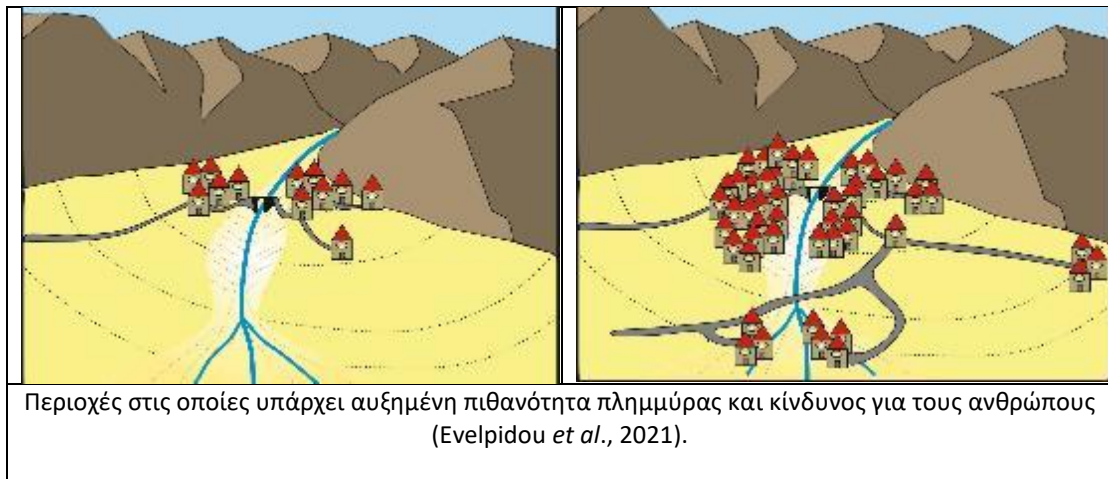 Περιοχές στις οποίες υπάρχει αυξημένη πιθανότητα πλημμύρας και κίνδυνος για τους ανθρώπους
(Evelpidou et al., 2021).